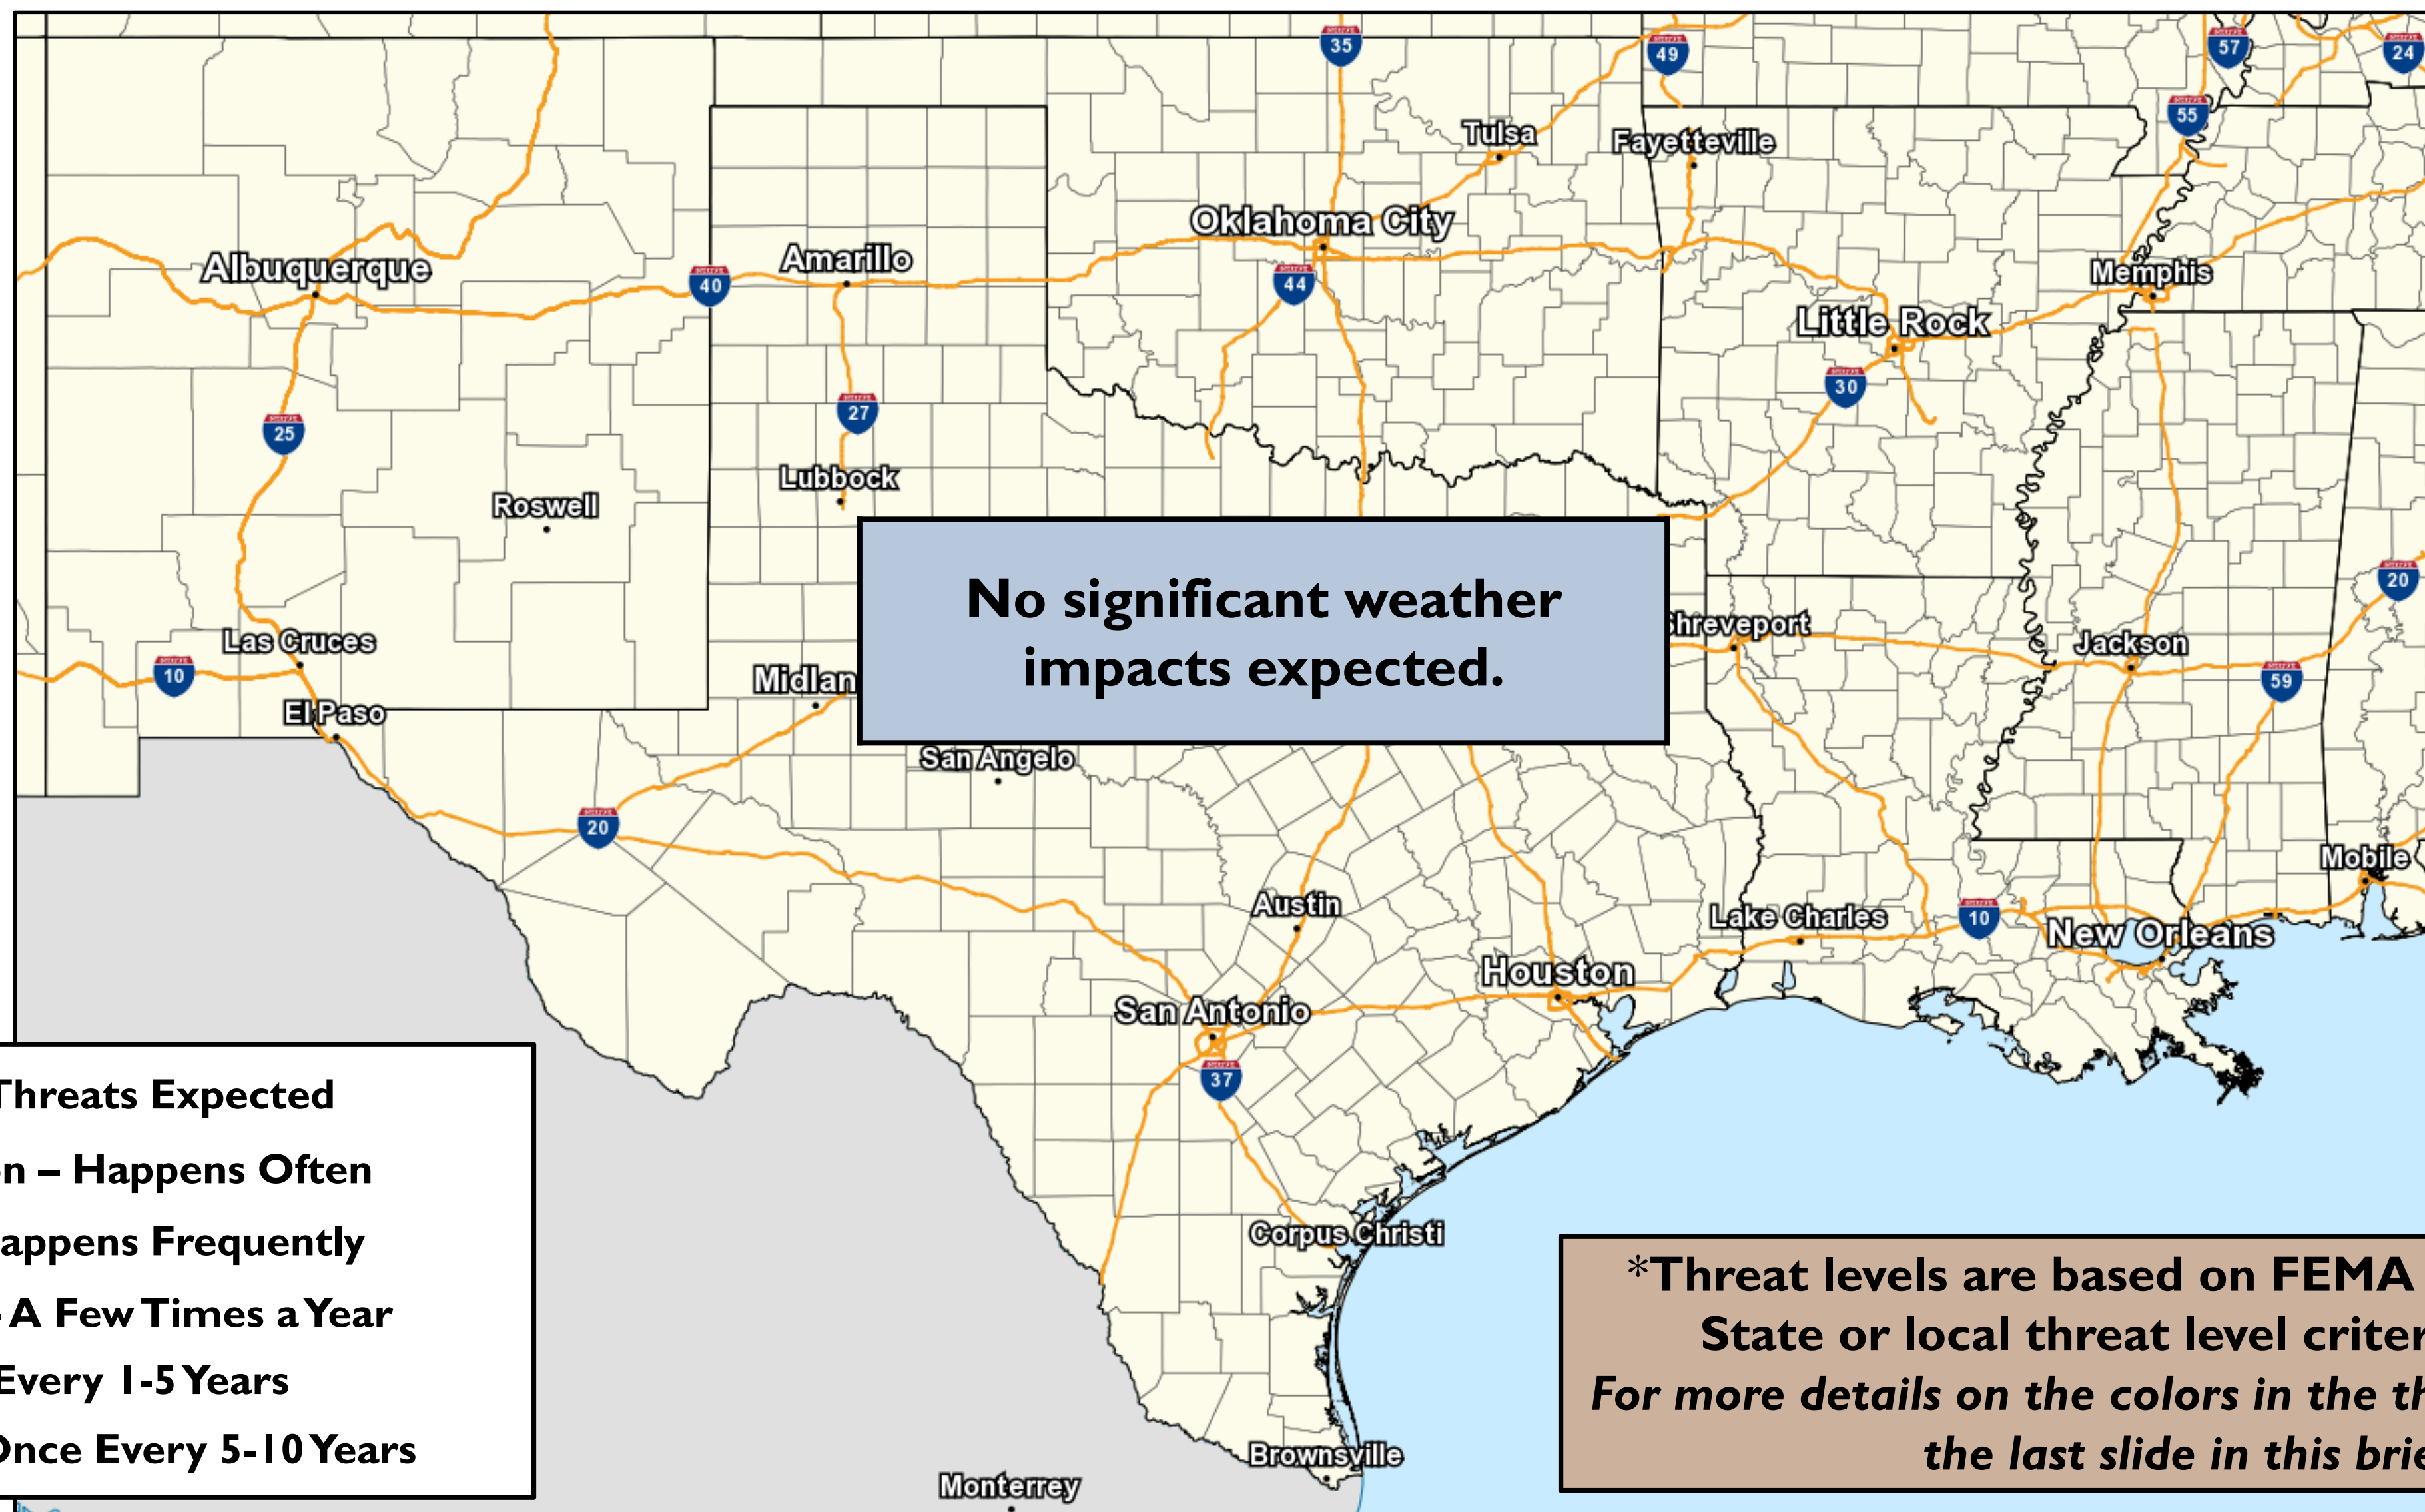 35
49
57
24
55
Tulsa
Fayetteville
Oklahoma City
Albuquerque
Amarillo
40
44
Memphis
Little Rock
30
27
25
Lubbock
Roswell
No significant weather
impacts expected.
20
Shreveport
Las Cruces
Jackson
10
Midlan
59
El Paso
San Angelo
20
Mobile
Austin
Lake Charles
10
New Orleans
Houston
San Antonio
37
Threats Expected
n – Happens Often
appens Frequently
- A Few Times a Year
Every 1-5 Years
Once Every 5-10 Years
Corpus Christi
*Threat levels are based on FEMA
State or local threat level criter
For more details on the colors in the th
the last slide in this brie
Brownsville
Monterrey